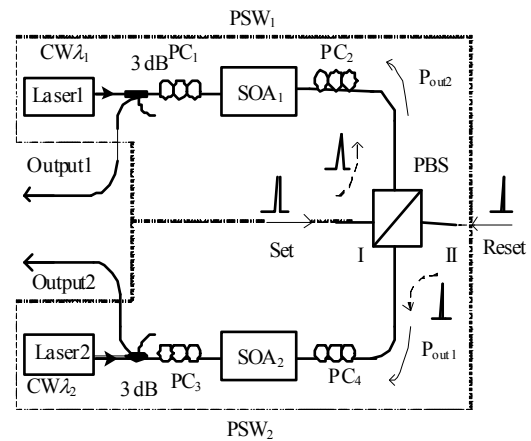 PSW₁
CWλ₁
3 dB
PC₁
PC₂
Laser1
SOA₁
Pout2
Output1
PBS
Set
I
II
Reset
Output2
Laser2
SOA₂
Pout1
CWλ₂
3 dB
PC₃
PC₄
PSW₂